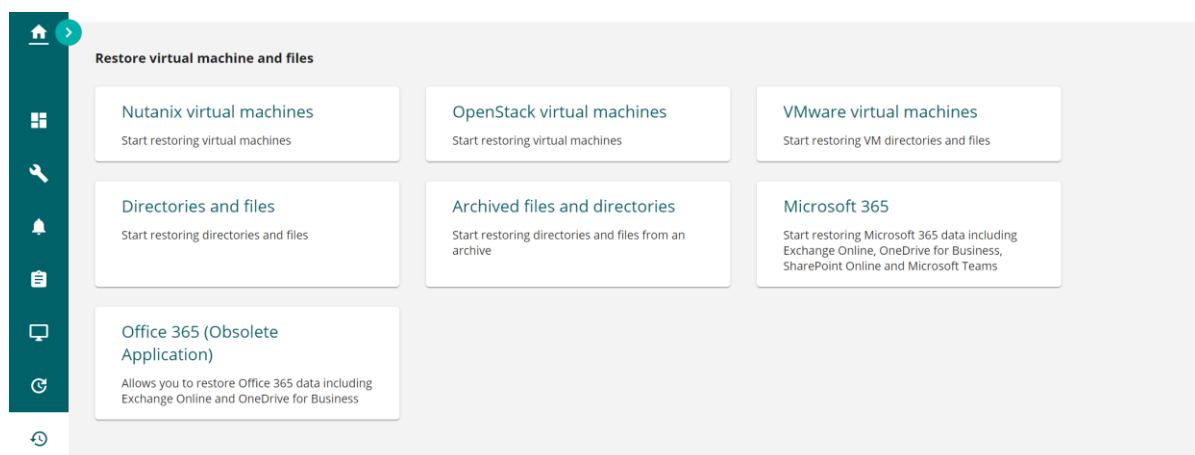 Restore virtual machine and files
Nutanix virtual machines
Start restoring virtual machines
OpenStack virtual machines
Start restoring virtual machines
VMware virtual machines
Start restoring VM directories and files
Directories and files
Start restoring directories and files
Archived files and directories
Start restoring directories and files from an
archive
Microsoft 365
Start restoring Microsoft 365 data including
Exchange Online, OneDrive for Business,
SharePoint Online and Microsoft Teams
Office 365 (Obsolete
Application)
Allows you to restore Office 365 data including
Exchange Online and OneDrive for Business